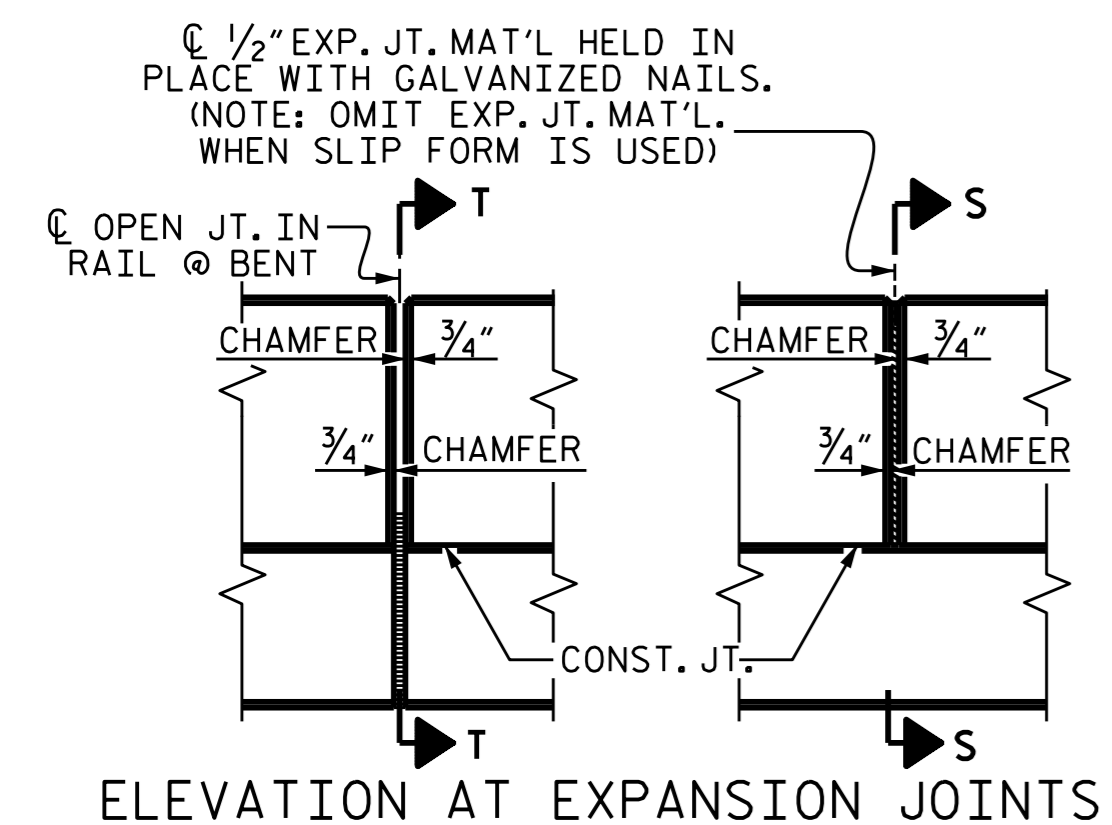 ℄ 1/2" EXP. JT. MAT'L HELD IN
PLACE WITH GALVANIZED NAILS.
(NOTE: OMIT EXP. JT. MAT'L.
WHEN SLIP FORM IS USED)
T
S
℄ OPEN JT. IN
RAIL @ BENT
CHAMFER 3/4"
CHAMFER 3/4"
3/4" CHAMFER
3/4" CHAMFER
CONST. JT.
T
S
ELEVATION AT EXPANSION JOINTS